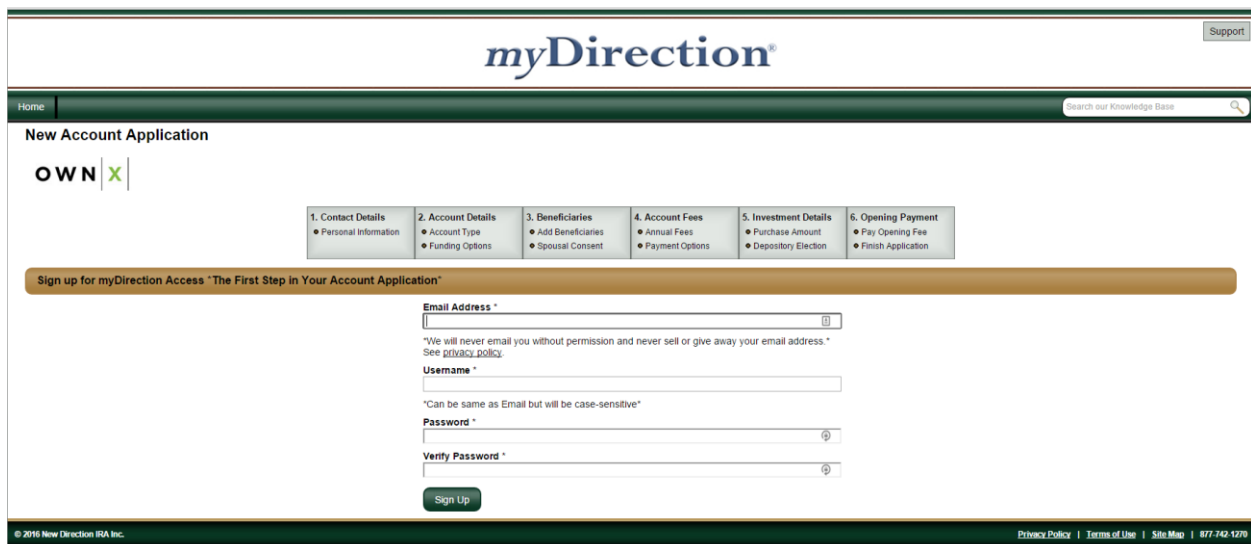 Support
myDirection®
Home
Search our Knowledge Base
New Account Application
OWN X
1. Contact Details
• Personal Information
2. Account Details
• Account Type
• Funding Options
3. Beneficiaries
• Add Beneficiaries
• Spousal Consent
4. Account Fees
• Annual Fees
• Payment Options
5. Investment Details
• Purchase Amount
• Depository Election
6. Opening Payment
• Pay Opening Fee
• Finish Application
Sign up for myDirection Access *The First Step in Your Account Application*
Email Address *
*We will never email you without permission and never sell or give away your email address.*
See privacy policy.
Username *
*Can be same as Email but will be case-sensitive*
Password *
Verify Password *
Sign Up
© 2016 New Direction IRA Inc.
Privacy Policy | Terms of Use | Site Map | 877-742-1270